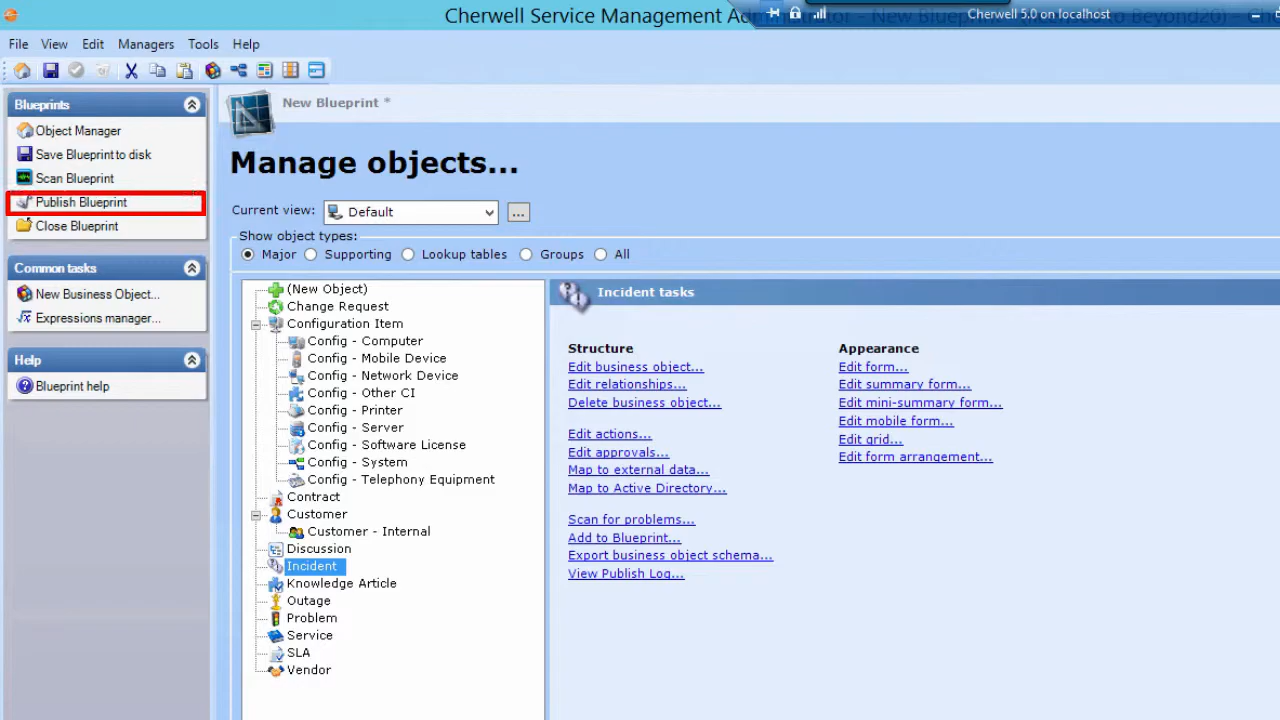 Cherwell Service Management Administrator - New Blueprint
Cherwell 5.0 on localhost
File View Edit Managers Tools Help
Blueprints
Object Manager
Save Blueprint to disk
Scan Blueprint
Publish Blueprint
Close Blueprint
Common tasks
New Business Object...
Expressions manager...
Help
Blueprint help
New Blueprint *
Manage objects...
Current view: Default ...
Show object types:
Major Supporting Lookup tables Groups All
(New Object)
Change Request
Configuration Item
Config - Computer
Config - Mobile Device
Config - Network Device
Config - Other CI
Config - Printer
Config - Server
Config - Software License
Config - System
Config - Telephony Equipment
Contract
Customer
Customer - Internal
Discussion
Incident
Knowledge Article
Outage
Problem
Service
SLA
Vendor
Incident tasks
Structure
Edit business object...
Edit relationships...
Delete business object...
Edit actions...
Edit approvals...
Map to external data...
Map to Active Directory...
Scan for problems...
Add to Blueprint...
Export business object schema...
View Publish Log...
Appearance
Edit form...
Edit summary form...
Edit mini-summary form...
Edit mobile form...
Edit grid...
Edit form arrangement...